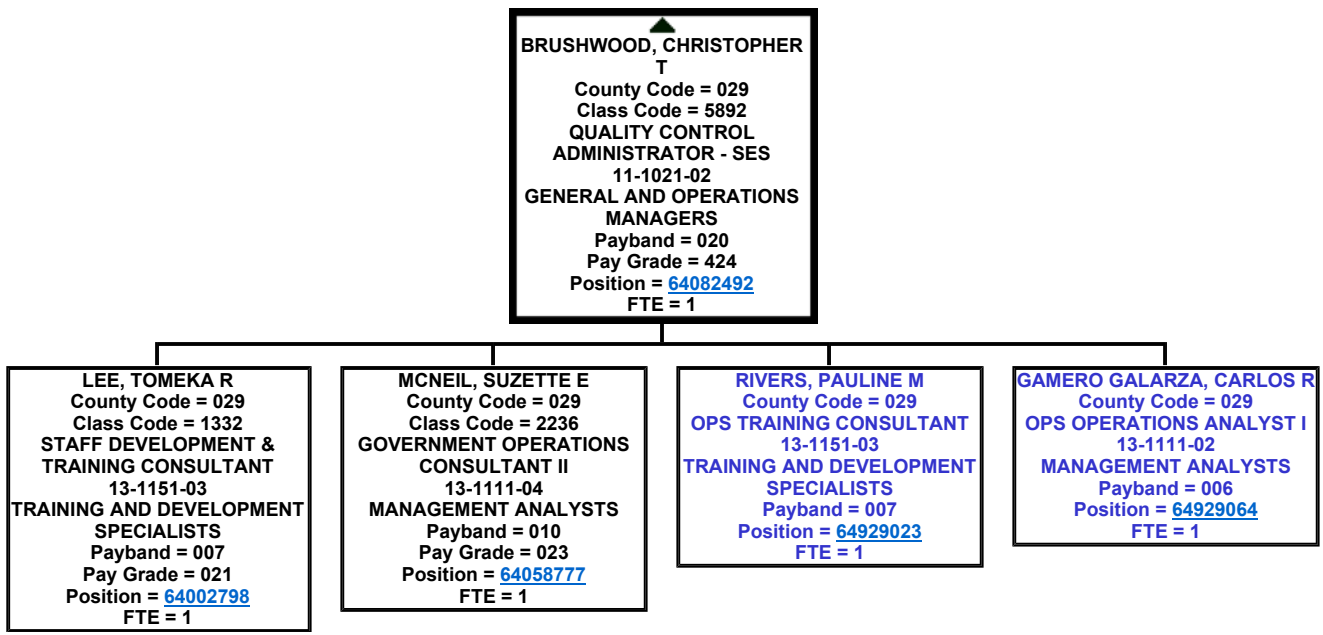 BRUSHWOOD, CHRISTOPHER
T
County Code = 029
Class Code = 5892
QUALITY CONTROL
ADMINISTRATOR - SES
11-1021-02
GENERAL AND OPERATIONS
MANAGERS
Payband = 020
Pay Grade = 424
Position = 64082492
FTE = 1
LEE, TOMEKA R
County Code = 029
Class Code = 1332
STAFF DEVELOPMENT &
TRAINING CONSULTANT
13-1151-03
TRAINING AND DEVELOPMENT
SPECIALISTS
Payband = 007
Pay Grade = 021
Position = 64002798
FTE = 1
MCNEIL, SUZETTE E
County Code = 029
Class Code = 2236
GOVERNMENT OPERATIONS
CONSULTANT II
13-1111-04
MANAGEMENT ANALYSTS
Payband = 010
Pay Grade = 023
Position = 64058777
FTE = 1
RIVERS, PAULINE M
County Code = 029
OPS TRAINING CONSULTANT
13-1151-03
TRAINING AND DEVELOPMENT
SPECIALISTS
Payband = 007
Position = 64929023
FTE = 1
GAMERO GALARZA, CARLOS R
County Code = 029
OPS OPERATIONS ANALYST I
13-1111-02
MANAGEMENT ANALYSTS
Payband = 006
Position = 64929064
FTE = 1